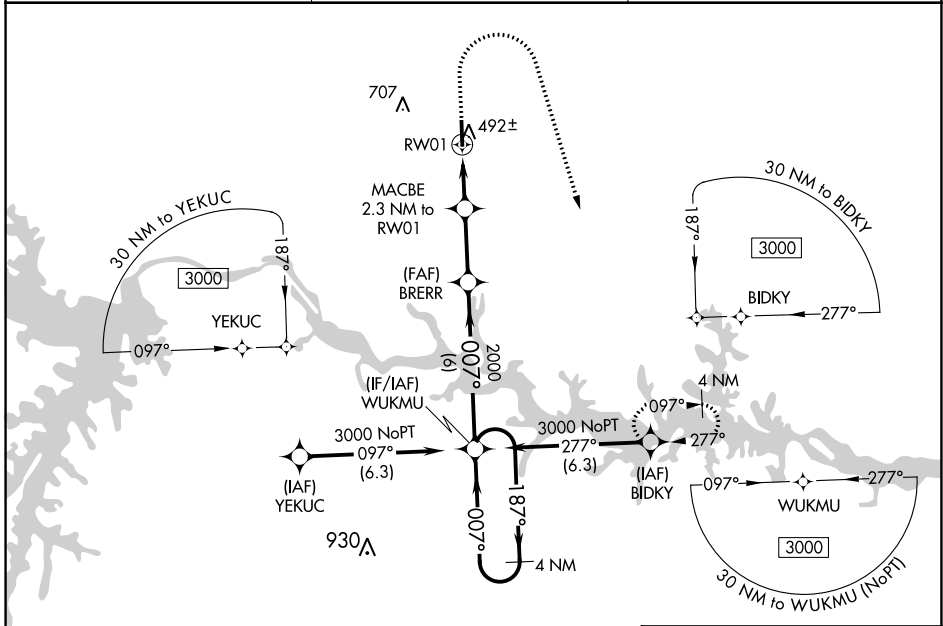 707
492±
RW01
MACBE
2.3 NM to
RW01
(FAF)
BRERR
30 NM to YEKUC
187°
3000
YEKUC
097°
30 NM to BIDKY
187°
3000
BIDKY
277°
2000
(6)
007°
(IF/IAF)
WUKMU
3000 NoPT
097°
(6.3)
(IAF)
YEKUC
3000 NoPT
277°
(6.3)
4 NM
097°
277°
(IAF)
BIDKY
007°
187°
4 NM
930
097°
277°
WUKMU
3000
30 NM to WUKMU (NoPT)